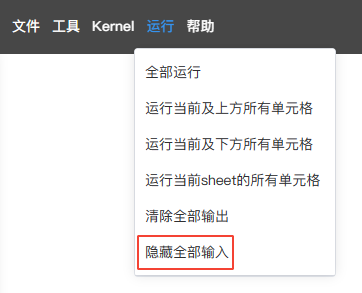 文件 工具 Kernel 运行 帮助
全部运行
运行当前及上方所有单元格
运行当前及下方所有单元格
运行当前sheet的所有单元格
清除全部输出
隐藏全部输入